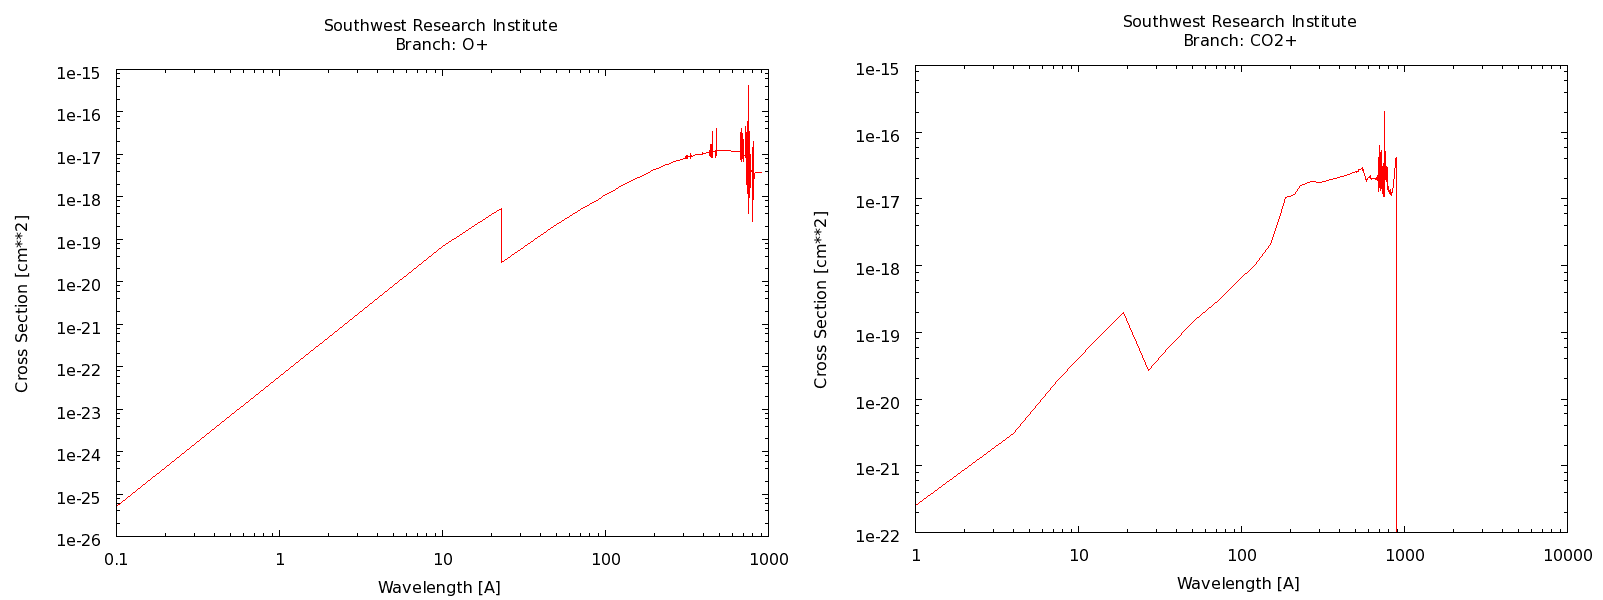 Southwest Research Institute
Branch: O+
1e-15
1e-16
1e-17
1e-18
1e-19
1e-20
1e-21
1e-22
1e-23
1e-24
1e-25
1e-26
Cross Section [cm**2]
0.1 1 10 100 1000
Wavelength [A]
Southwest Research Institute
Branch: CO2+
1e-15
1e-16
1e-17
1e-18
1e-19
1e-20
1e-21
1e-22
Cross Section [cm**2]
1 10 100 1000 10000
Wavelength [A]